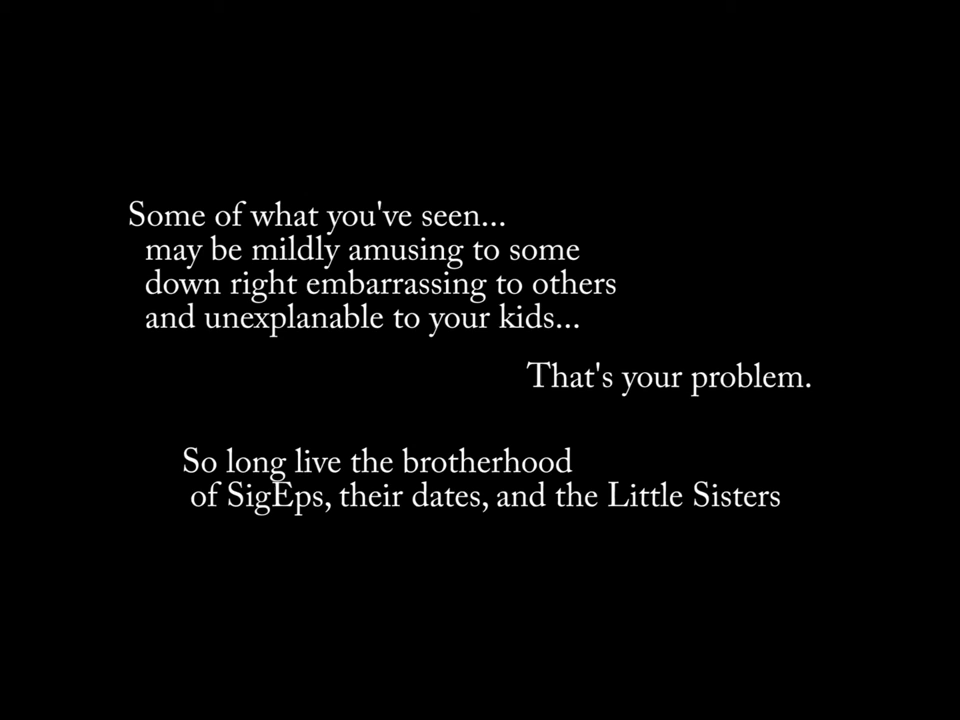 Some of what you've seen...
may be mildly amusing to some
down right embarrassing to others
and unexplanable to your kids...
That's your problem.
So long live the brotherhood
of SigEps, their dates, and the Little Sisters